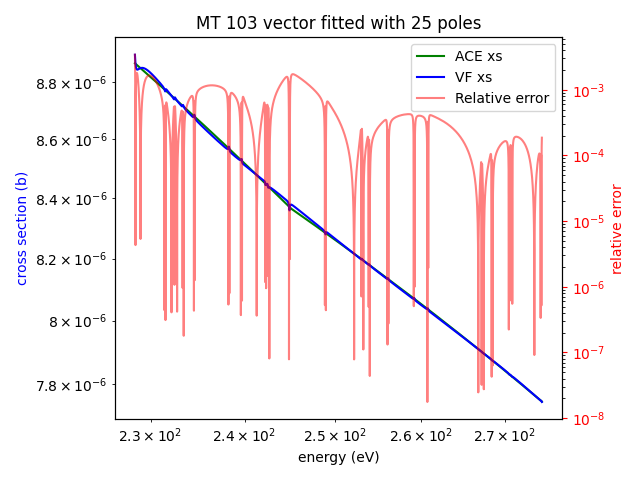 MT 103 vector fitted with 25 poles
ACE xs
VF xs
Relative error
cross section (b)
8.8 × 10⁻⁶
8.6 × 10⁻⁶
8.4 × 10⁻⁶
8.2 × 10⁻⁶
8 × 10⁻⁶
7.8 × 10⁻⁶
relative error
10⁻³
10⁻⁴
10⁻⁵
10⁻⁶
10⁻⁷
10⁻⁸
2.3 × 10² 2.4 × 10² 2.5 × 10² 2.6 × 10² 2.7 × 10²
energy (eV)